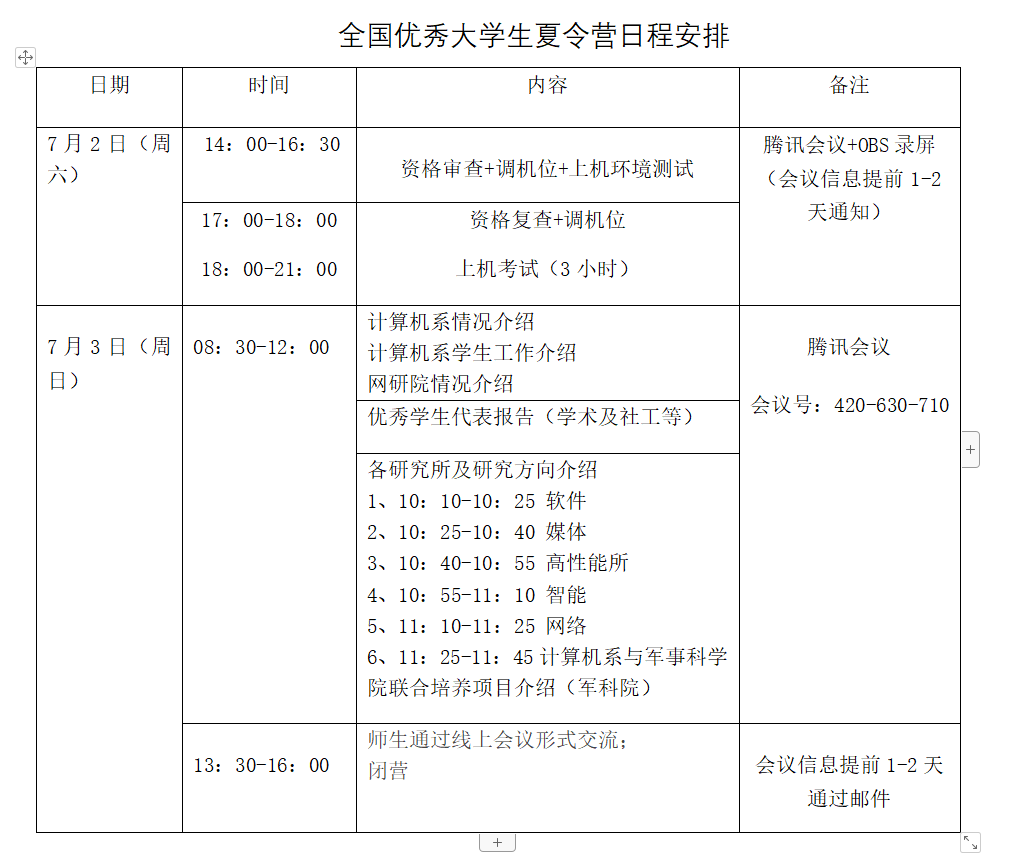 全国优秀大学生夏令营日程安排
日期
时间
内容
备注
7月2日（周
六）
14：00-16：30
资格审查+调机位+上机环境测试
腾讯会议+OBS录屏
（会议信息提前1-2
天通知）
17：00-18：00
资格复查+调机位
18：00-21：00
上机考试（3小时）
7月3日（周
日）
08：30-12：00
计算机系情况介绍
计算机系学生工作介绍
网研院情况介绍
优秀学生代表报告（学术及社工等）
各研究所及研究方向介绍
1、10：10-10：25 软件
2、10：25-10：40 媒体
3、10：40-10：55 高性能所
4、10：55-11：10 智能
5、11：10-11：25 网络
6、11：25-11：45计算机系与军事科学
院联合培养项目介绍（军科院）
腾讯会议
会议号：420-630-710
13：30-16：00
师生通过线上会议形式交流；
闭营
会议信息提前1-2天
通过邮件